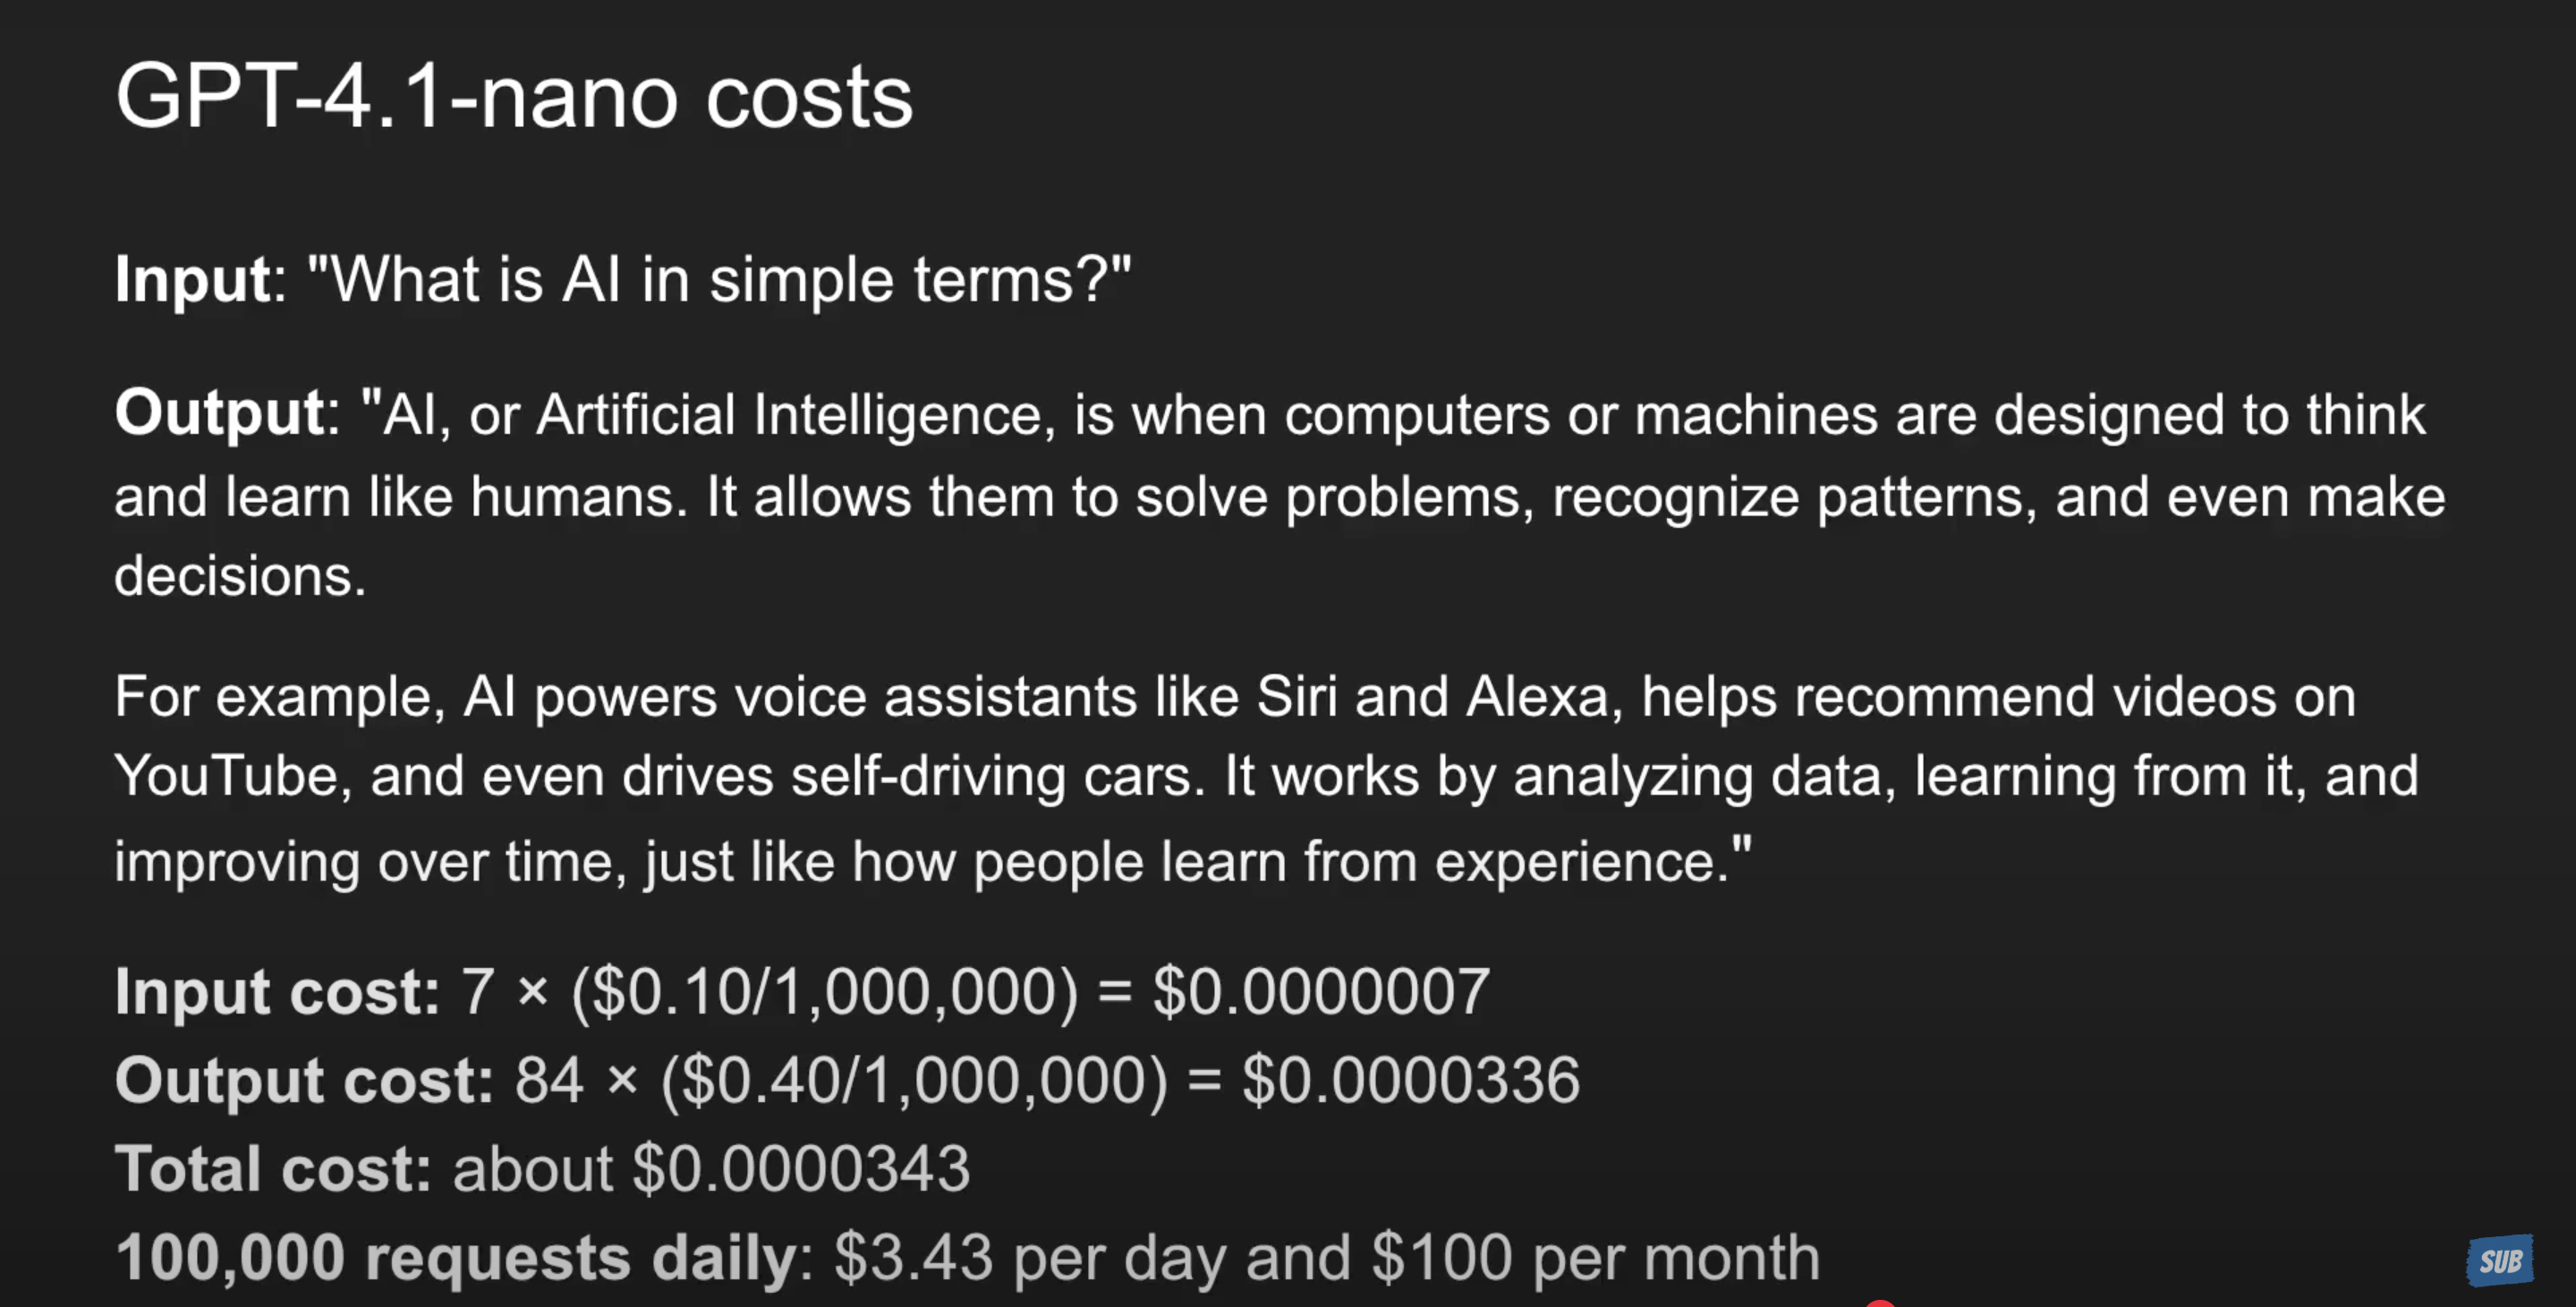 GPT-4.1-nano costs
Input: "What is AI in simple terms?"
Output: "AI, or Artificial Intelligence, is when computers or machines are designed to think
and learn like humans. It allows them to solve problems, recognize patterns, and even make
decisions.
For example, AI powers voice assistants like Siri and Alexa, helps recommend videos on
YouTube, and even drives self-driving cars. It works by analyzing data, learning from it, and
improving over time, just like how people learn from experience."
Input cost: 7 × ($0.10/1,000,000) = $0.0000007
Output cost: 84 × ($0.40/1,000,000) = $0.0000336
Total cost: about $0.0000343
100,000 requests daily: $3.43 per day and $100 per month
SUB